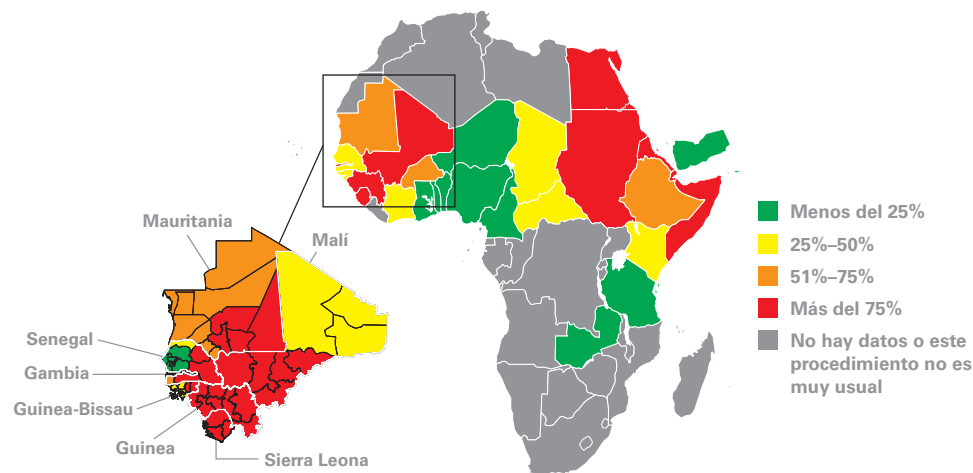 Mauritania
Malí
Senegal
Gambia
Guinea-Bissau
Guinea
Sierra Leona
Menos del 25%
25%–50%
51%–75%
Más del 75%
No hay datos o este
procedimiento no es
muy usual